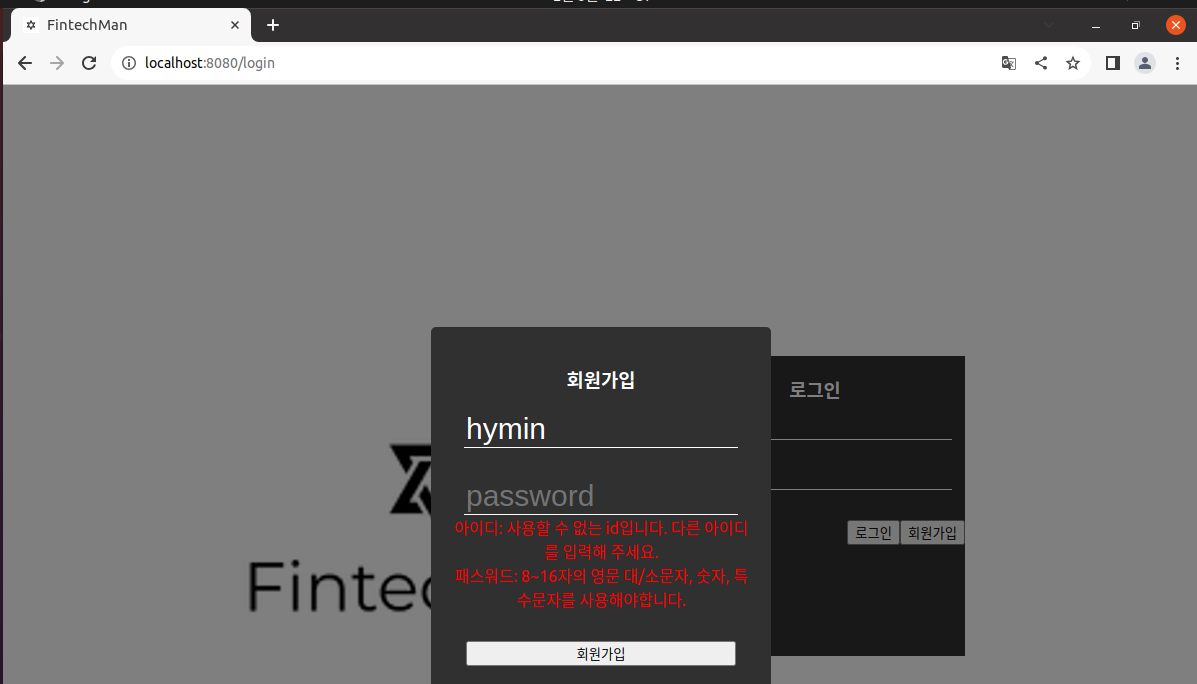 FintechMan
localhost:8080/login
회원가입
hymin
password
아이디: 사용할 수 없는 id입니다. 다른 아이디
를 입력해 주세요.
패스워드: 8~16자의 영문 대/소문자, 숫자, 특
수문자를 사용해야합니다.
회원가입
로그인
로그인 회원가입
Fintec